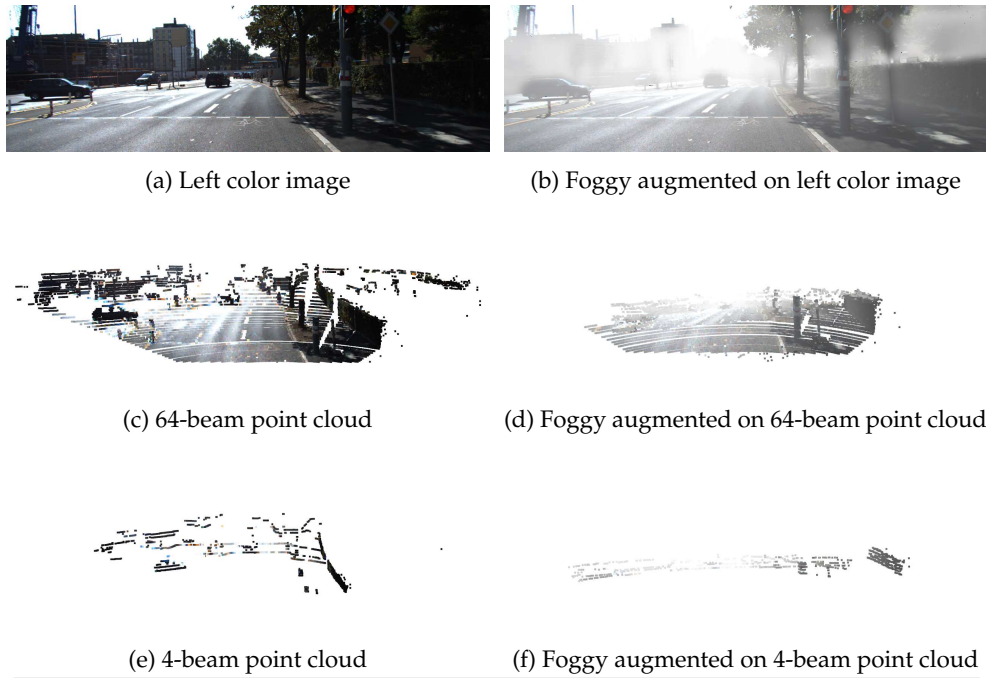 (a) Left color image
(b) Foggy augmented on left color image
(c) 64-beam point cloud
(d) Foggy augmented on 64-beam point cloud
(e) 4-beam point cloud
(f) Foggy augmented on 4-beam point cloud